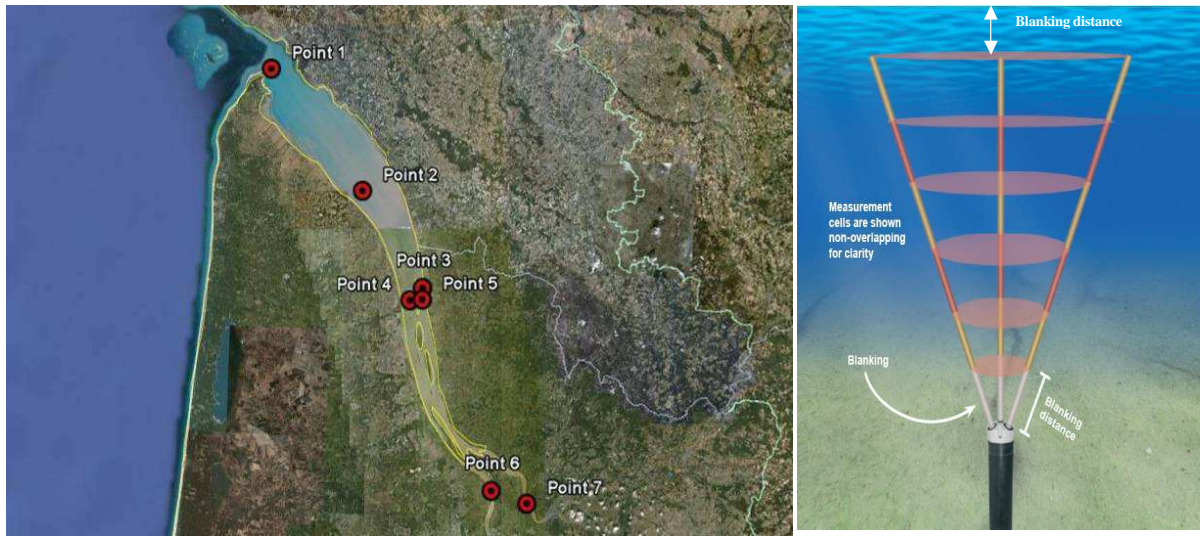 Point 1
Point 2
Point 3
Point 4
Point 5
Point 6
Point 7
Blanking distance
Measurement
cells are shown
non-overlapping
for clarity
Blanking
Blanking
distance